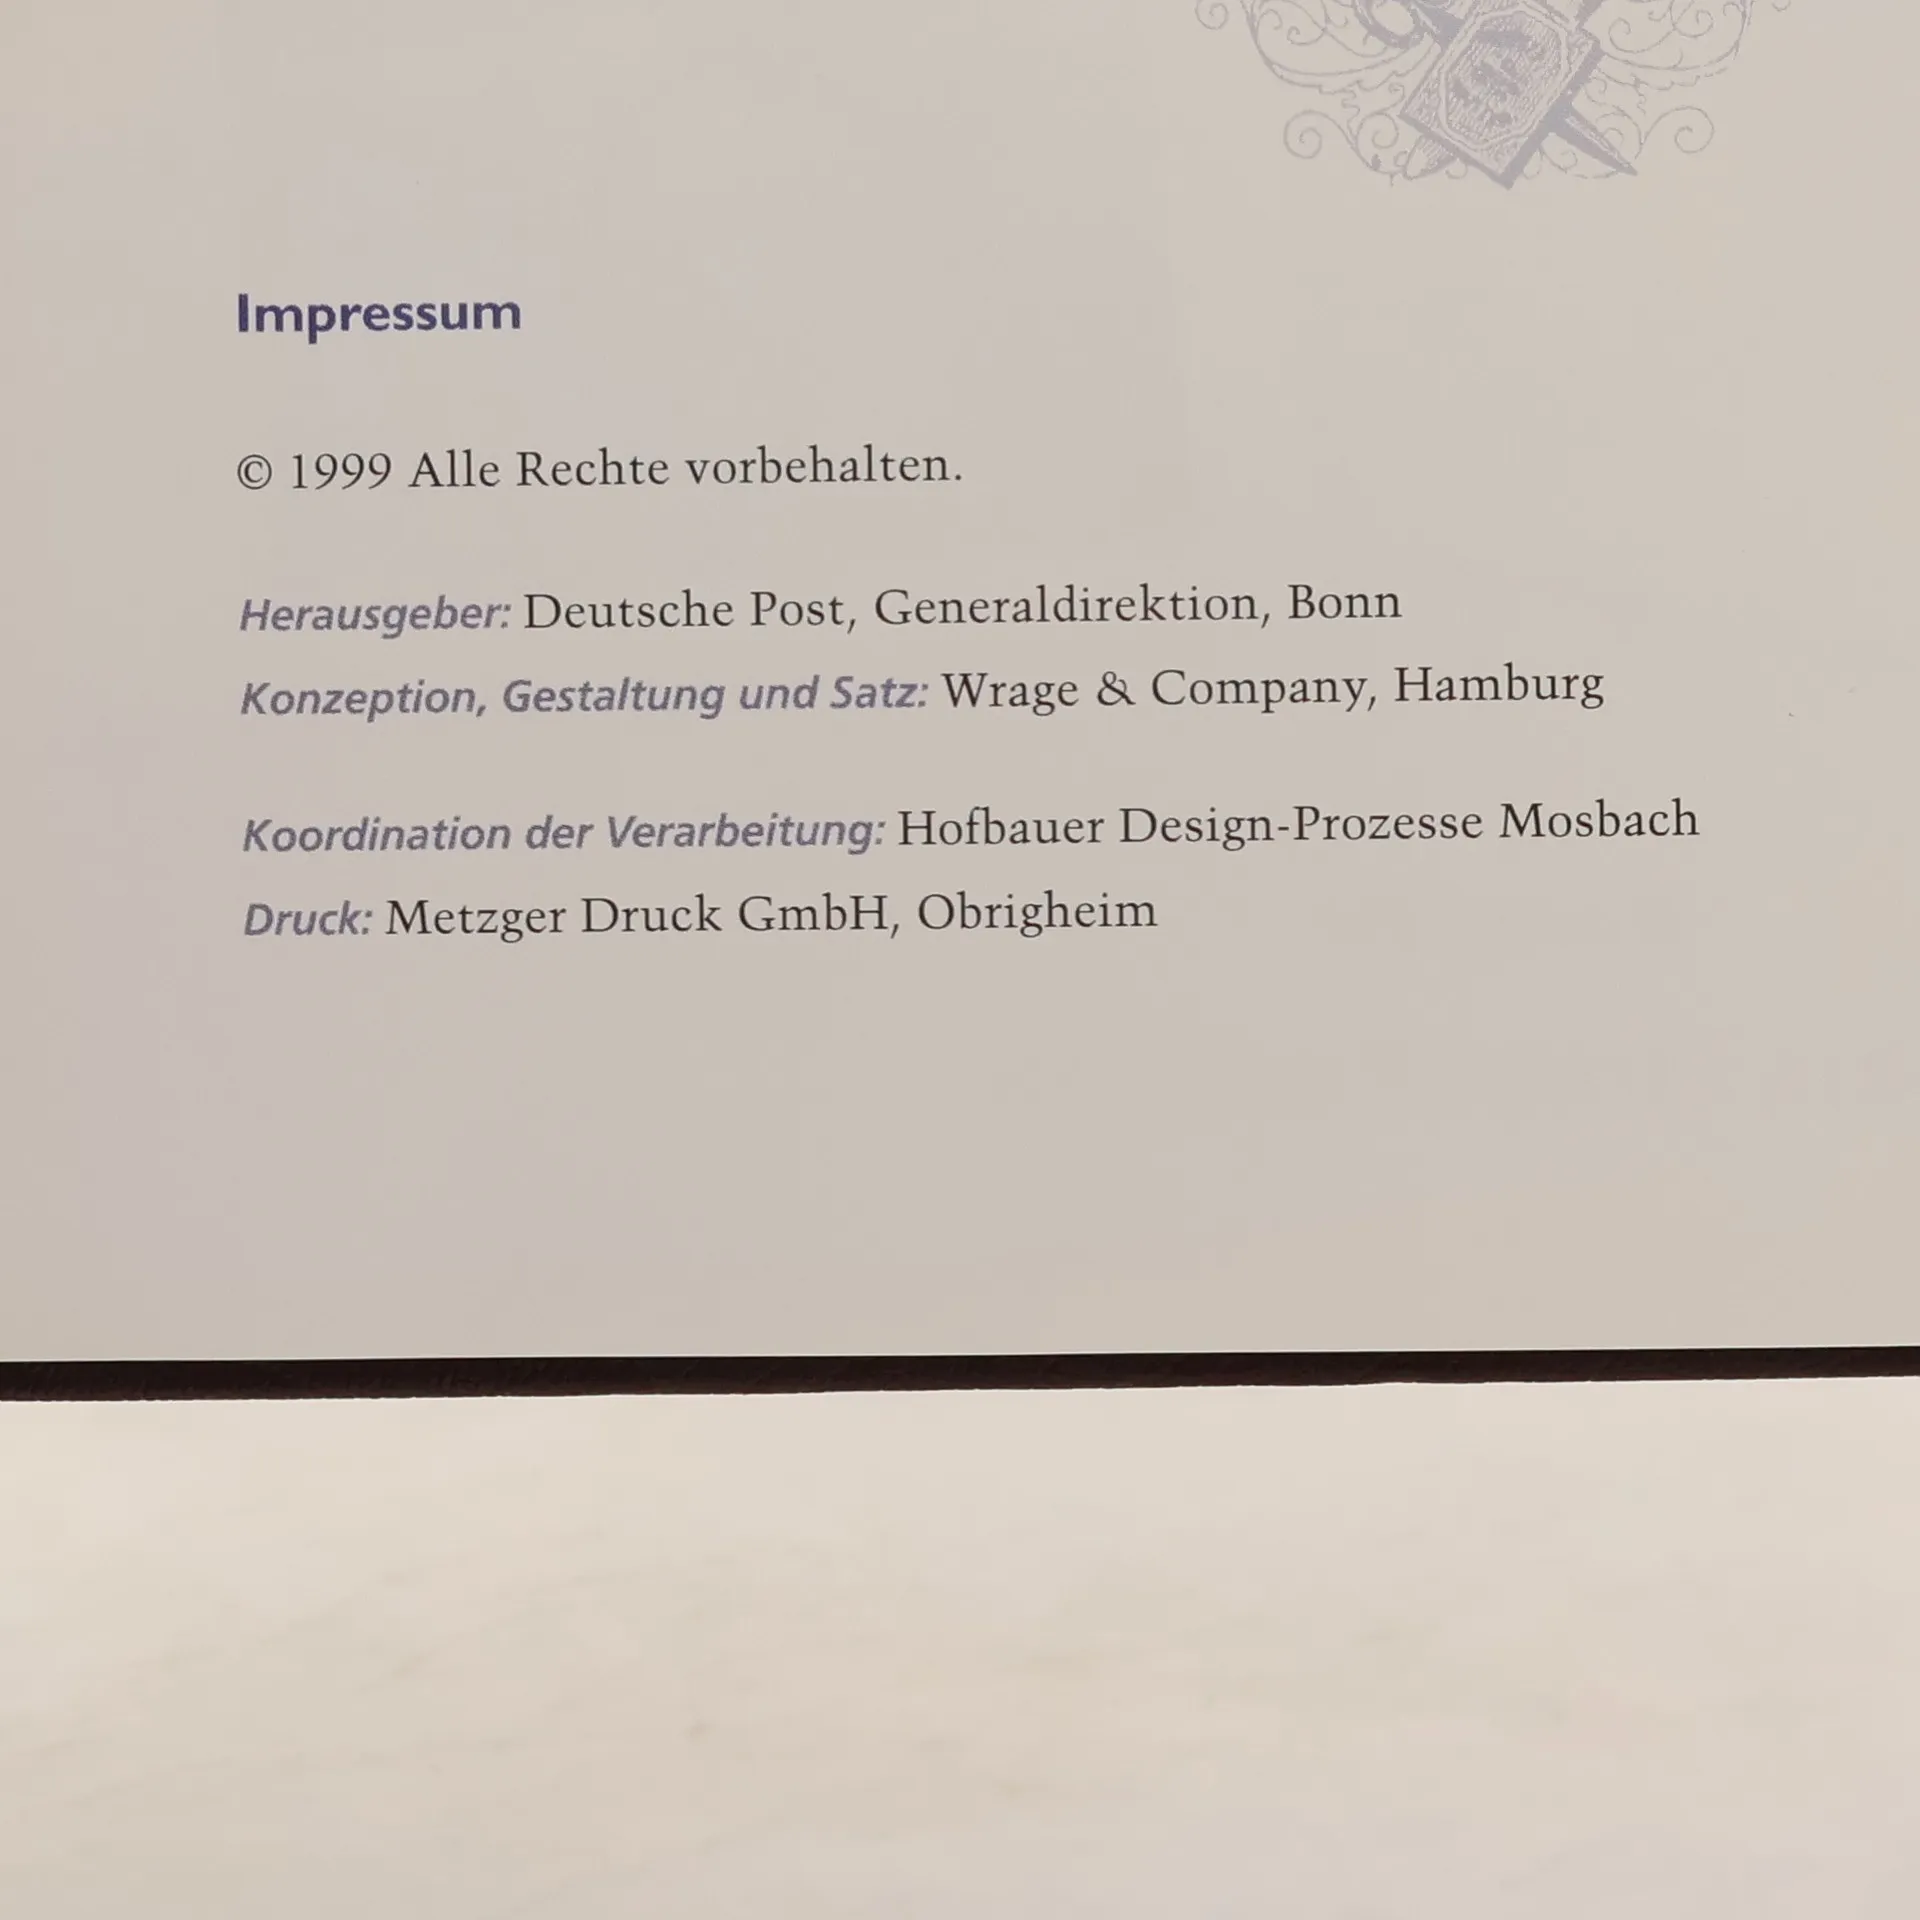 Impressum
© 1999 Alle Rechte vorbehalten.
Herausgeber: Deutsche Post, Generaldirektion, Bonn
Konzeption, Gestaltung und Satz: Wrage & Company, Hamburg
Koordination der Verarbeitung: Hofbauer Design-Prozesse Mosbach
Druck: Metzger Druck GmbH, Obrigheim